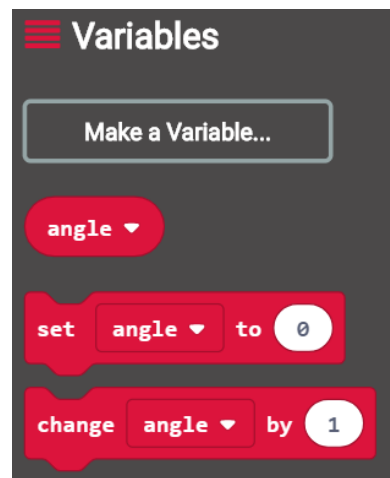 Variables
Make a Variable...
angle
set angle to 0
change angle by 1